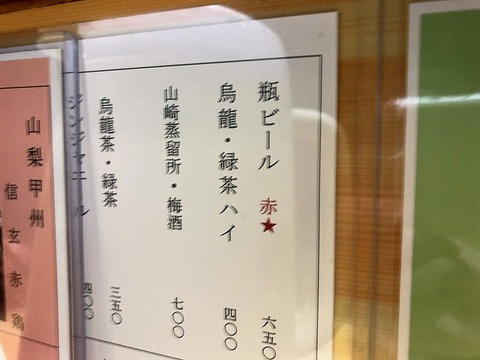 瓶ビール 赤★ 六五〇
烏龍・緑茶ハイ 四〇〇
山崎蒸留所・梅酒 七〇〇
烏龍茶・緑茶 三五〇
ジンジャエール 四〇〇
山梨甲州
信玄赤鶏